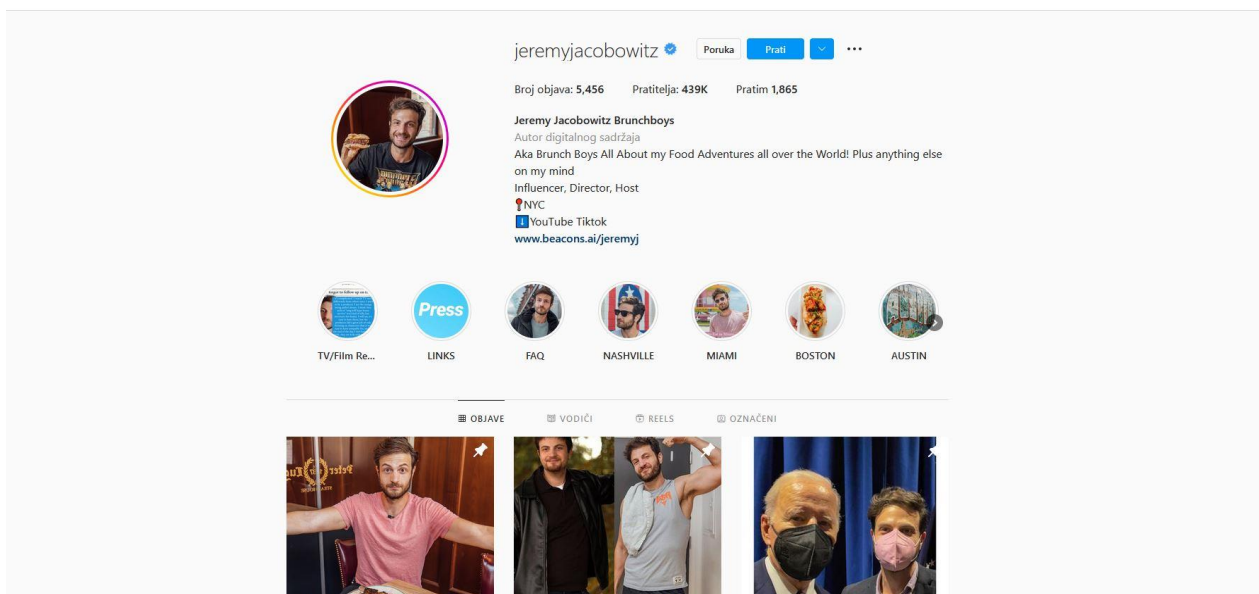 jeremyjacobowitz Poruka Prati
Broj objava: 5,456 Pratitelja: 439K Pratim 1,865
Jeremy Jacobowitz Brunchboys
Autor digitalnog sadržaja
Aka Brunch Boys All About my Food Adventures all over the World! Plus anything else
on my mind
Influencer, Director, Host
NYC
YouTube Tiktok
www.beacons.ai/jeremyj
Press
TV/Film Re... LINKS FAQ NASHVILLE MIAMI BOSTON AUSTIN
OBJAVE VODIČI REELS OZNAČENI
Peter Lug